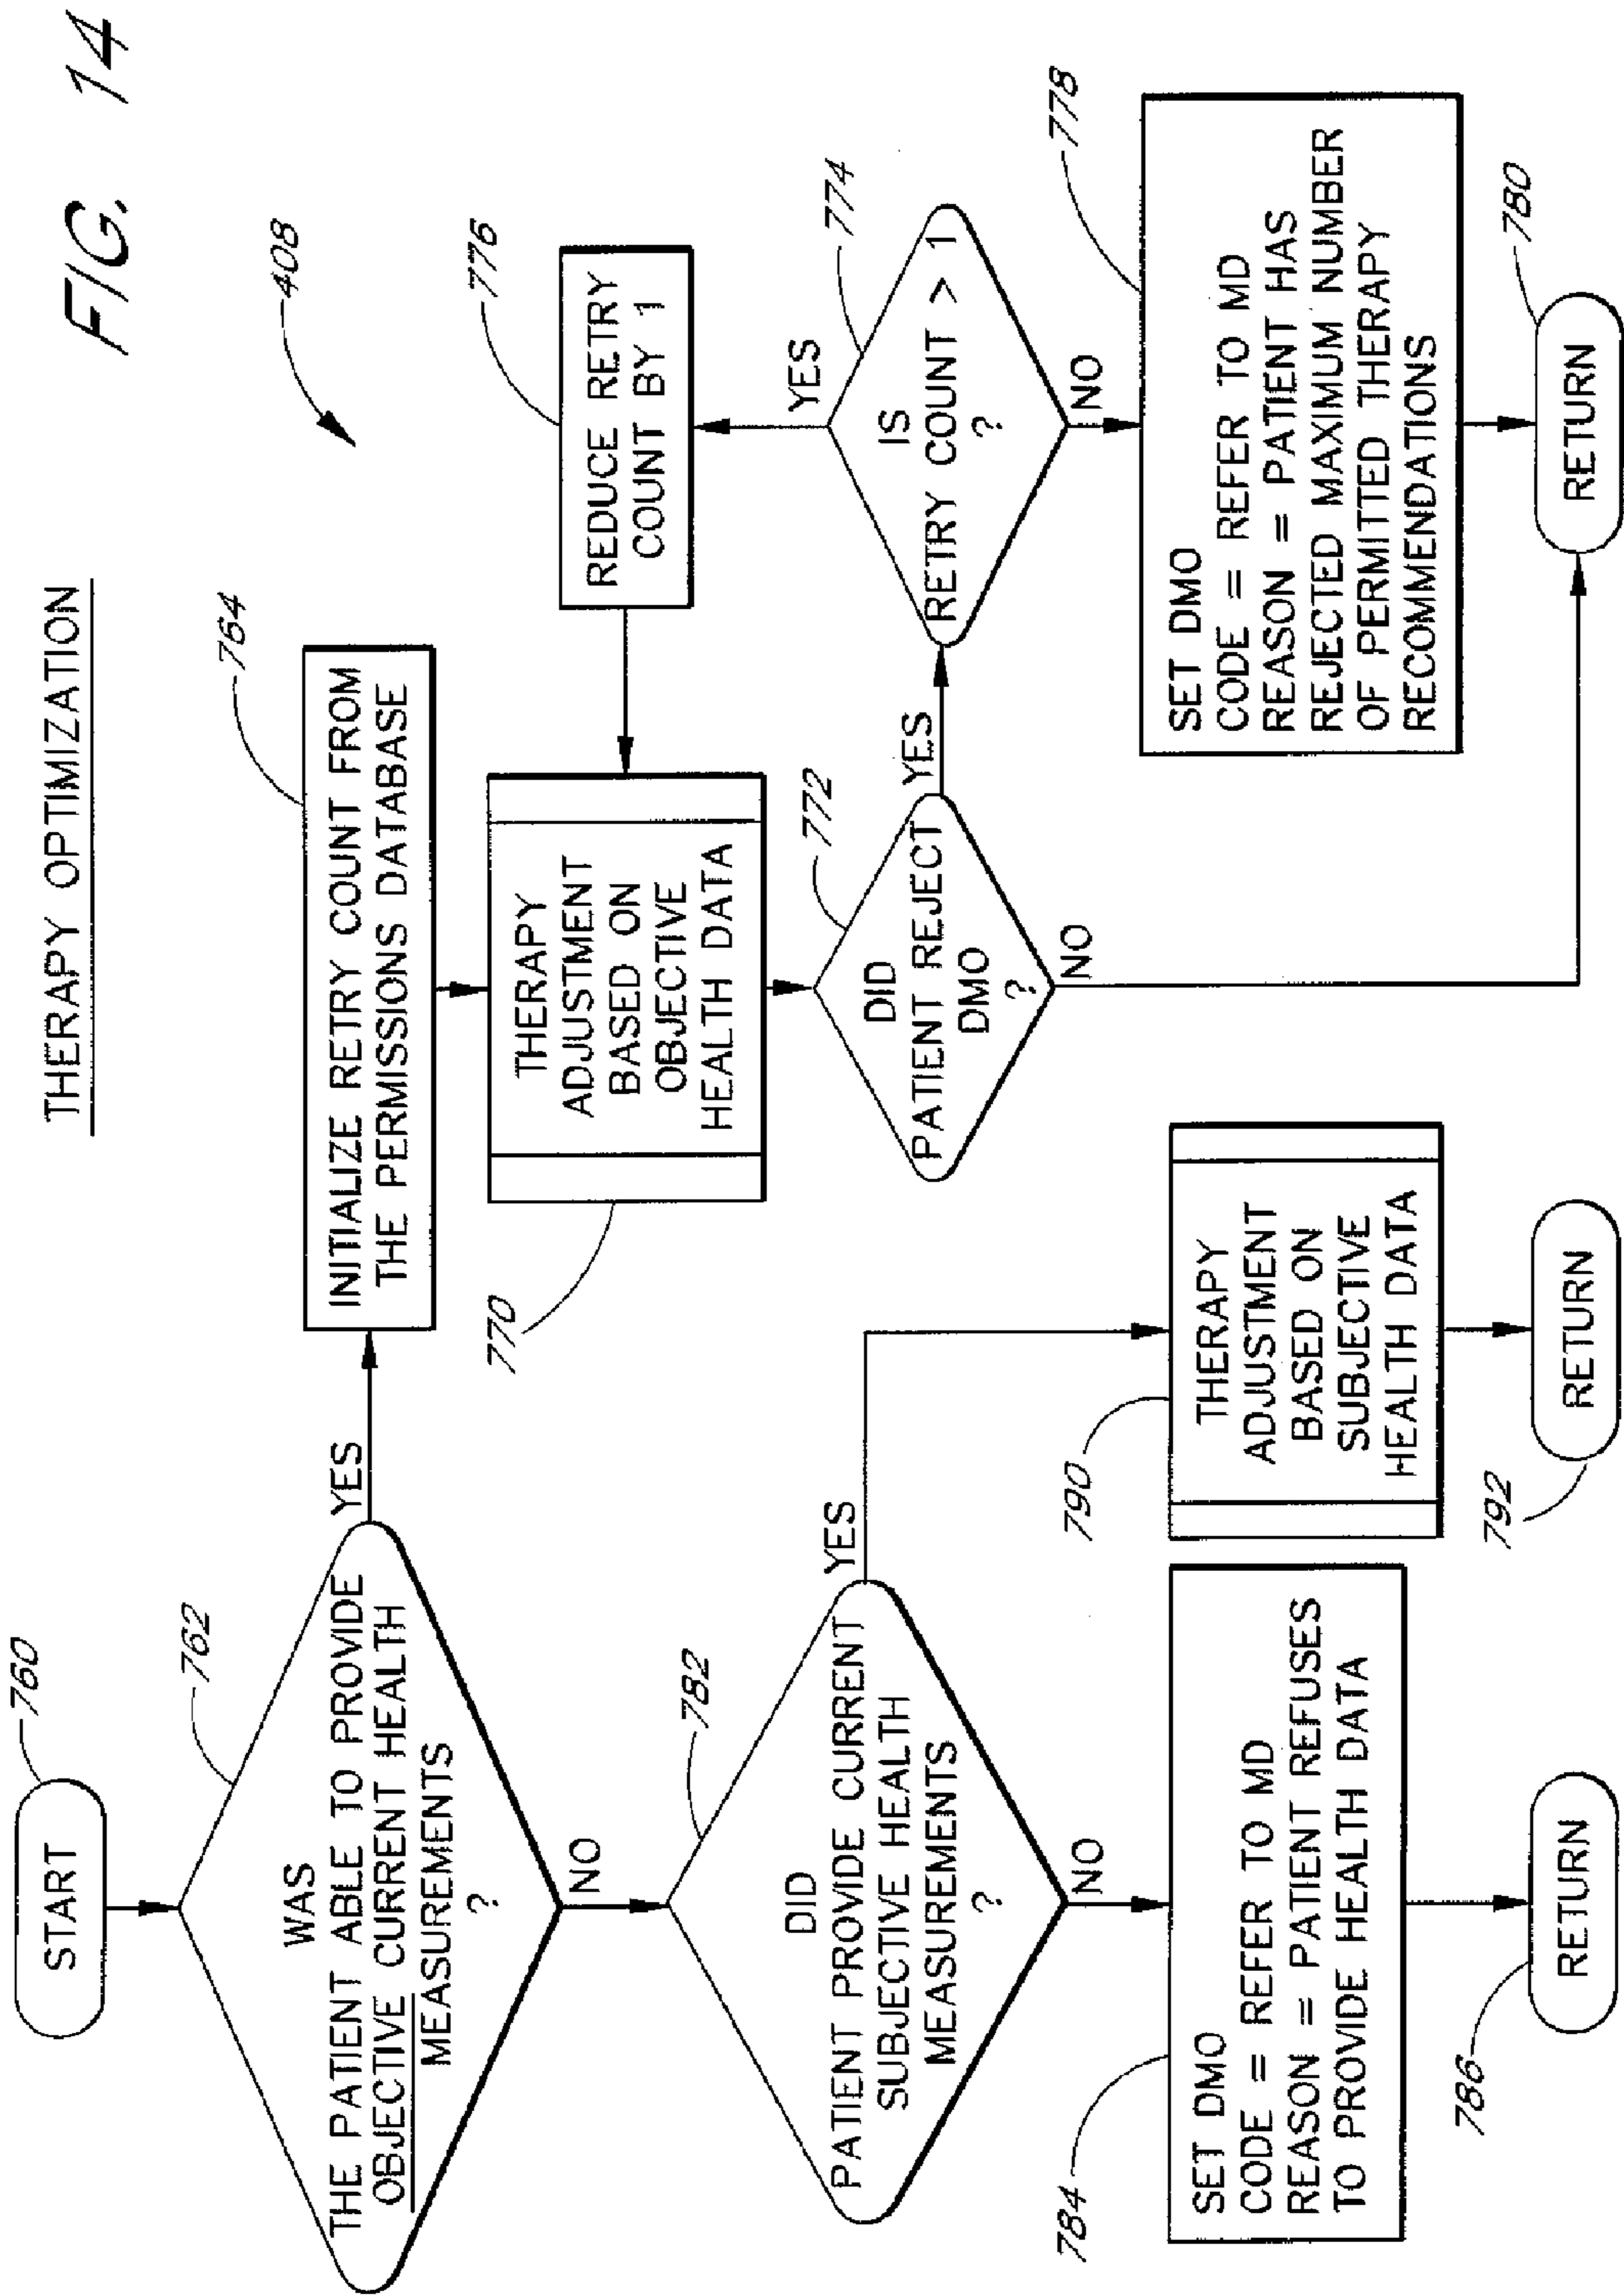 FIG. 14
THERAPY OPTIMIZATION
408
START
760
WAS
THE PATIENT ABLE TO PROVIDE
OBJECTIVE CURRENT HEALTH
MEASUREMENTS
?
762
YES
NO
INITIALIZE RETRY COUNT FROM
THE PERMISSIONS DATABASE
764
THERAPY
ADJUSTMENT
BASED ON
OBJECTIVE
HEALTH DATA
770
REDUCE RETRY
COUNT BY 1
776
DID
PATIENT REJECT
DMO
?
772
YES
NO
IS
RETRY COUNT > 1
?
774
YES
NO
SET DMO
CODE = REFER TO MD
REASON = PATIENT HAS
REJECTED MAXIMUM NUMBER
OF PERMITTED THERAPY
RECOMMENDATIONS
778
RETURN
780
DID
PATIENT PROVIDE CURRENT
SUBJECTIVE HEALTH
MEASUREMENTS
?
782
YES
NO
SET DMO
CODE = REFER TO MD
REASON = PATIENT REFUSES
TO PROVIDE HEALTH DATA
784
RETURN
786
THERAPY
ADJUSTMENT
BASED ON
SUBJECTIVE
HEALTH DATA
790
RETURN
792